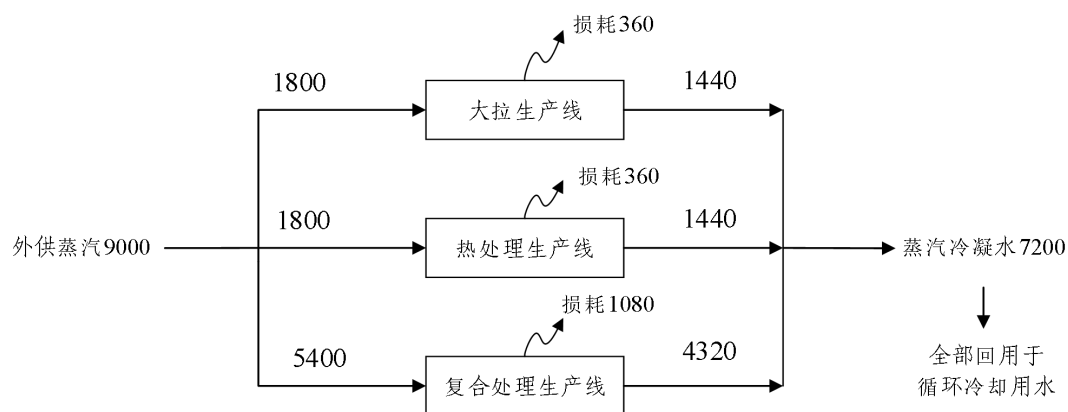 损耗360
1800
大拉生产线
1440
损耗360
1800
1440
外供蒸汽9000
热处理生产线
蒸汽冷凝水7200
损耗1080
5400
4320
复合处理生产线
全部回用于
循环冷却用水